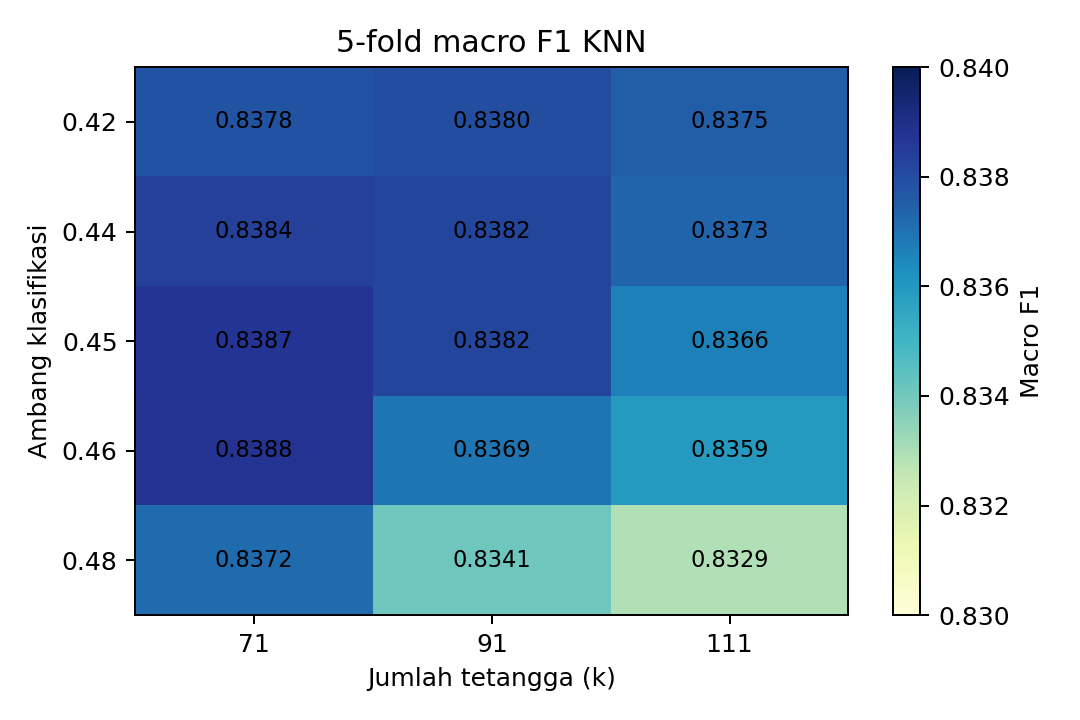 5-fold macro F1 KNN
Ambang klasifikasi
0.42 0.8378 0.8380 0.8375
0.44 0.8384 0.8382 0.8373
0.45 0.8387 0.8382 0.8366
0.46 0.8388 0.8369 0.8359
0.48 0.8372 0.8341 0.8329
71 91 111
Jumlah tetangga (k)
0.840
0.838
0.836
0.834
0.832
0.830
Macro F1